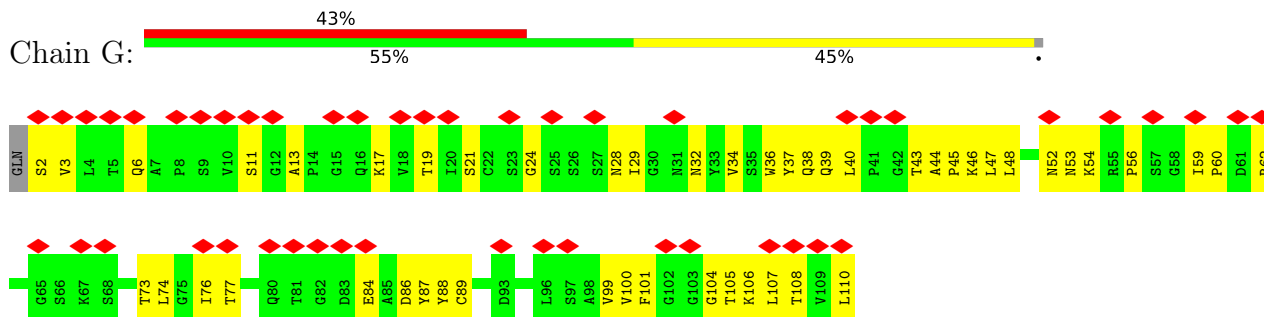 43%
Chain G:
55% 45% .
GLN S2 V3 L4 T5 Q6 A7 P8 S9 V10 S11 G12 A13 P14 G15 Q16 K17 V18 T19 I20 S21 C22 S23 G24 S25 S26 S27 N28 I29 G30 N31 N32 Y33 V34 S35 W36 Y37 Q38 Q39 L40 P41 G42 T43 A44 P45 K46 L47 L48 N52 N53 K54 R55 P56 S57 G58 I59 P60 D61
G65 S66 K67 S68 T73 L74 G75 I76 T77 Q80 T81 G82 D83 E84 A85 D86 Y87 Y88 C89 D93 L96 S97 A98 V99 V100 F101 G102 G103 G104 T105 K106 L107 T108 V109 L110